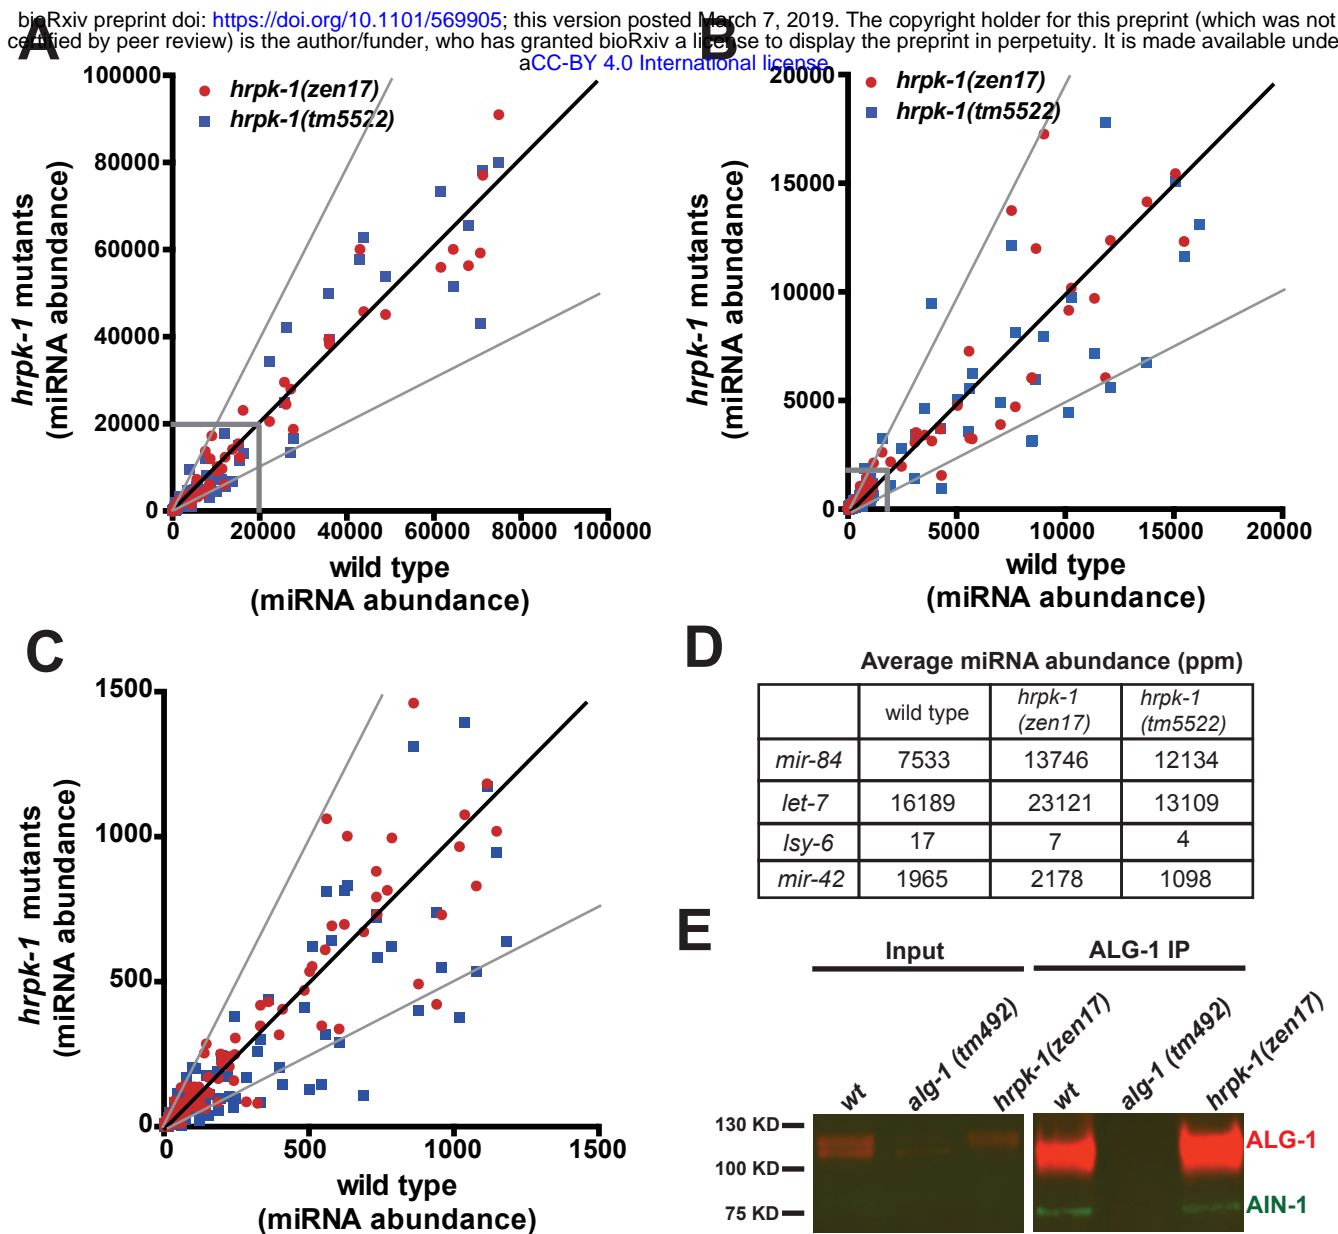 bioRxiv preprint doi: https://doi.org/10.1101/569905; this version posted March 7, 2019. The copyright holder for this preprint (which was not
certified by peer review) is the author/funder, who has granted bioRxiv a license to display the preprint in perpetuity. It is made available unde
aCC-BY 4.0 International license.
A
hrpk-1(zen17)
hrpk-1(tm5522)
100000
80000
60000
40000
20000
0
hrpk-1 mutants
(miRNA abundance)
0 20000 40000 60000 80000 100000
wild type
(miRNA abundance)
B
hrpk-1(zen17)
hrpk-1(tm5522)
20000
15000
10000
5000
0
hrpk-1 mutants
(miRNA abundance)
0 5000 10000 15000 20000
wild type
(miRNA abundance)
C
1500
1000
500
0
hrpk-1 mutants
(miRNA abundance)
0 500 1000 1500
wild type
(miRNA abundance)
D
Average miRNA abundance (ppm)
wild type hrpk-1 (zen17) hrpk-1 (tm5522)
mir-84 7533 13746 12134
let-7 16189 23121 13109
lsy-6 17 7 4
mir-42 1965 2178 1098
E
Input ALG-1 IP
wt alg-1 (tm492) hrpk-1(zen17) wt alg-1 (tm492) hrpk-1(zen17)
130 KD
100 KD
75 KD
ALG-1
AIN-1